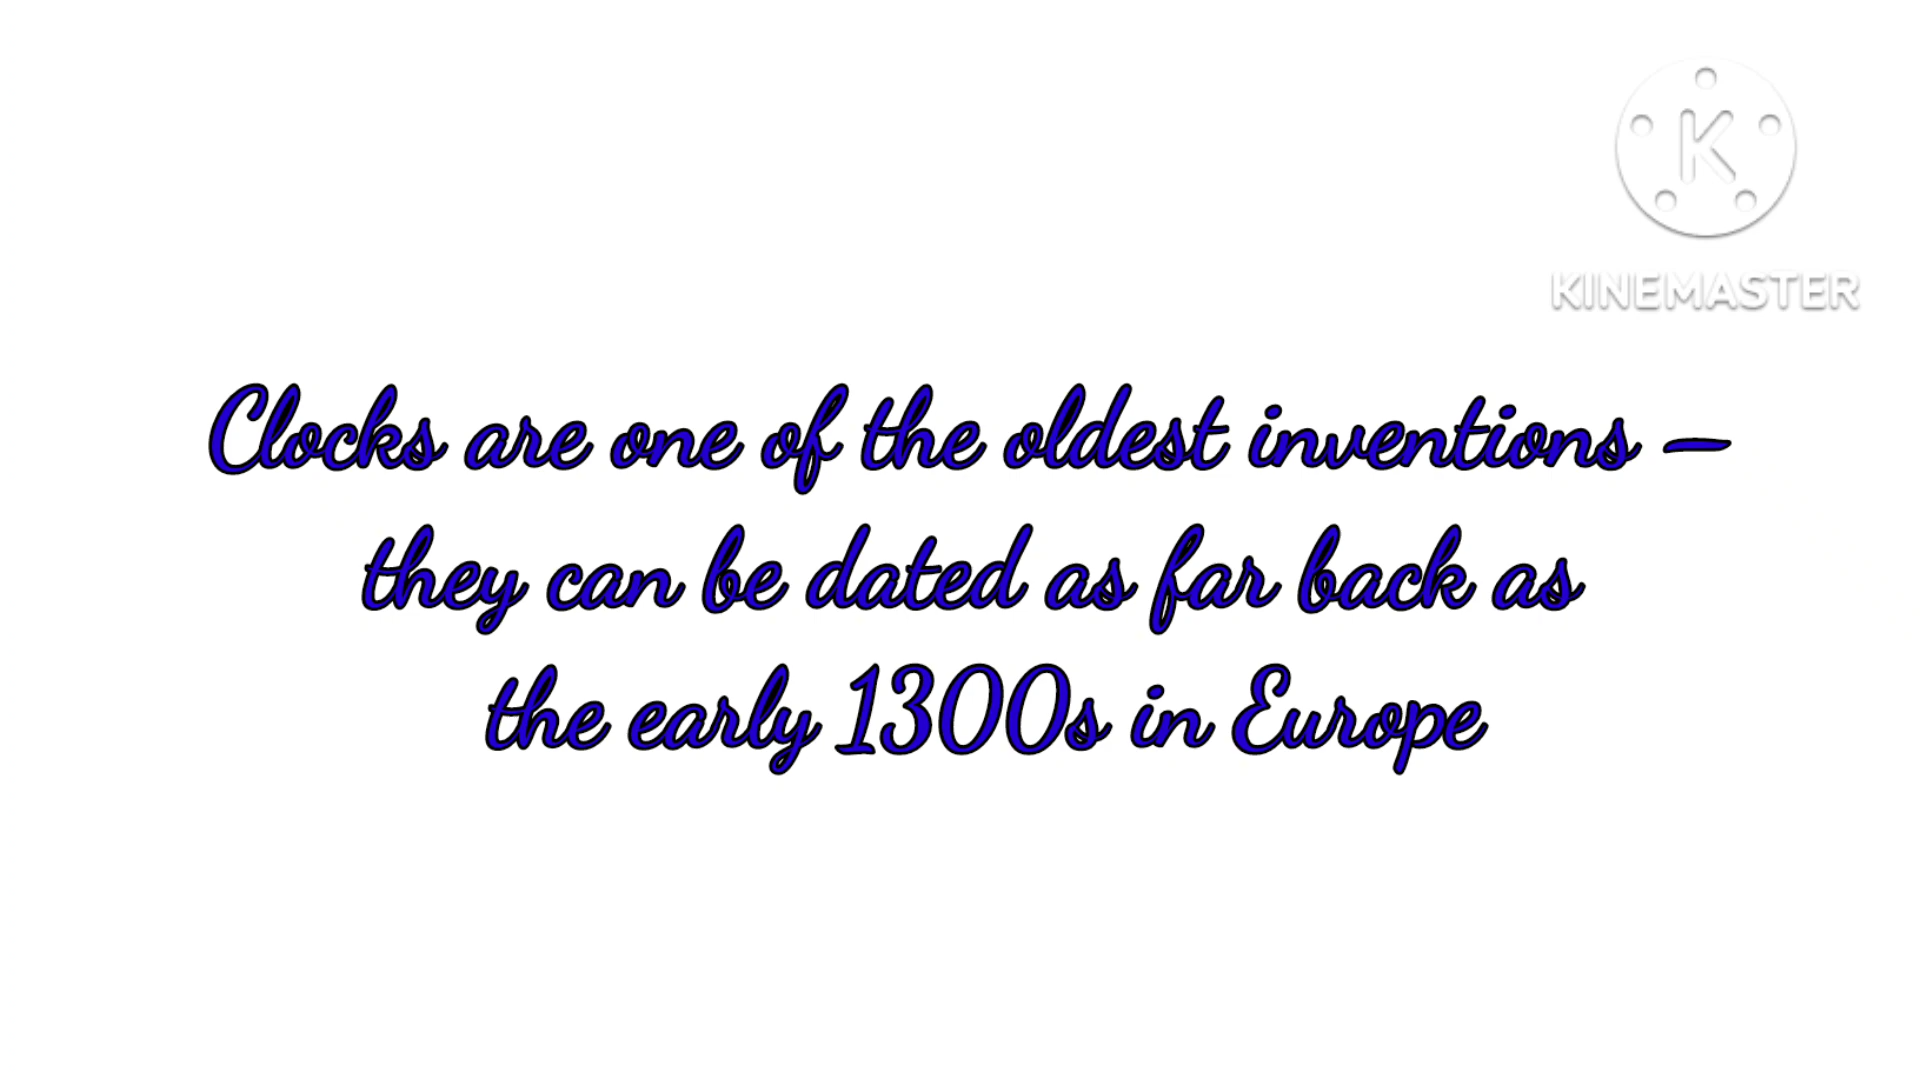 K
KINEMASTER
Clocks are one of the oldest inventions –
they can be dated as far back as
the early 1300s in Europe